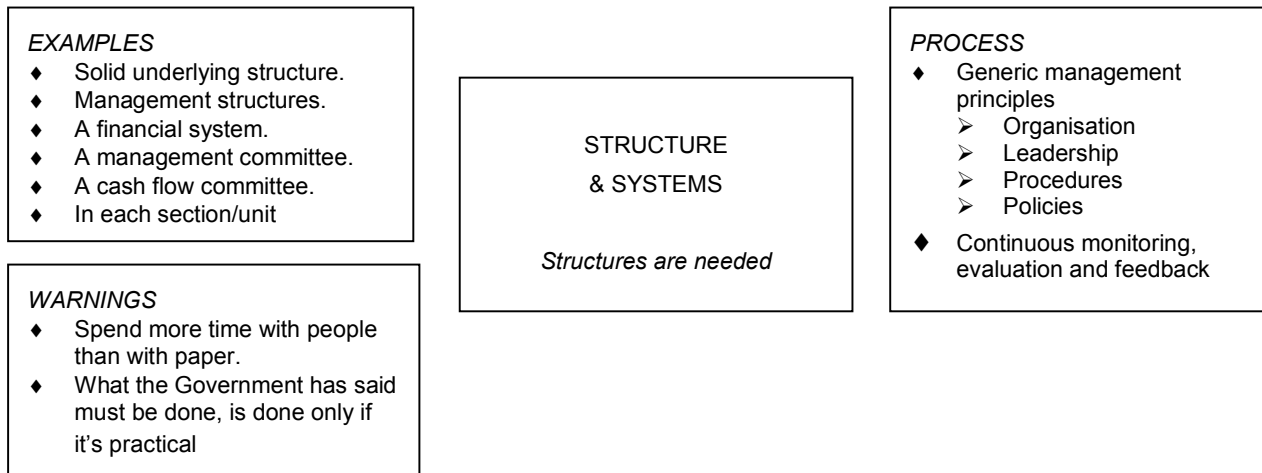 EXAMPLES
♦ Solid underlying structure.
♦ Management structures.
♦ A financial system.
♦ A management committee.
♦ A cash flow committee.
♦ In each section/unit
WARNINGS
♦ Spend more time with people
than with paper.
♦ What the Government has said
must be done, is done only if
it's practical
STRUCTURE
& SYSTEMS
Structures are needed
PROCESS
♦ Generic management
principles
➢ Organisation
➢ Leadership
➢ Procedures
➢ Policies
♦ Continuous monitoring,
evaluation and feedback